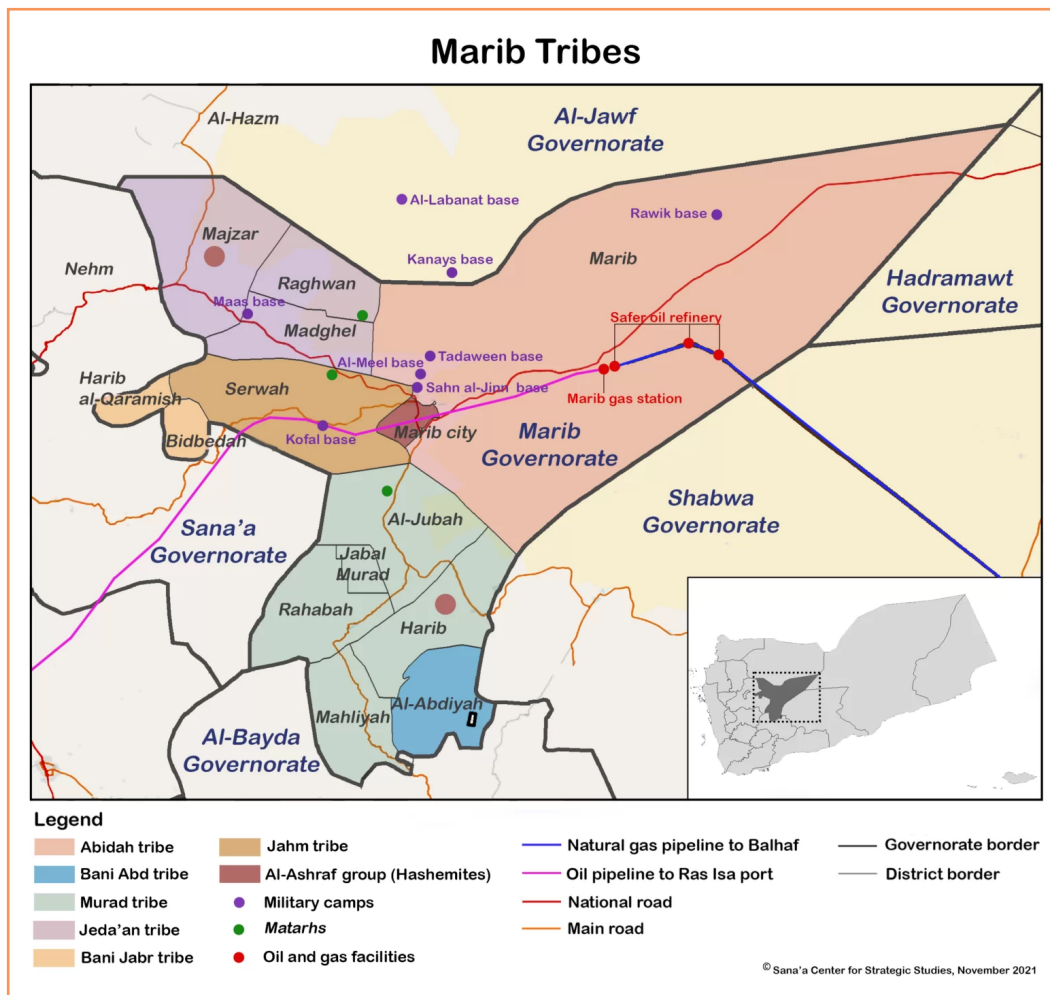 Marib Tribes
Al-Hazm
Al-Jawf
Governorate
Al-Labanat base
Rawik base
Majzar
Kanays base
Marib
Nehm
Raghwan
Hadramawt
Governorate
Maas base
Madghel
Safer oil refinery
Al-Meel base
Tadaween base
Harib
al-Qaramish
Serwah
Sahn al-Jinn base
Marib gas station
Bidbedah
Kofal base
Marib city
Marib
Governorate
Shabwa
Governorate
Sana’a
Governorate
Al-Jubah
Jabal
Murad
Rahabah
Harib
Al-Abdiyah
Mahliyah
Al-Bayda
Governorate
Legend
Abidah tribe
Bani Abd tribe
Murad tribe
Jeda’an tribe
Bani Jabr tribe
Jahm tribe
Al-Ashraf group (Hashemites)
Military camps
Matarhs
Oil and gas facilities
Natural gas pipeline to Balhaf
Oil pipeline to Ras Isa port
National road
Main road
Governorate border
District border
© Sana’a Center for Strategic Studies, November 2021